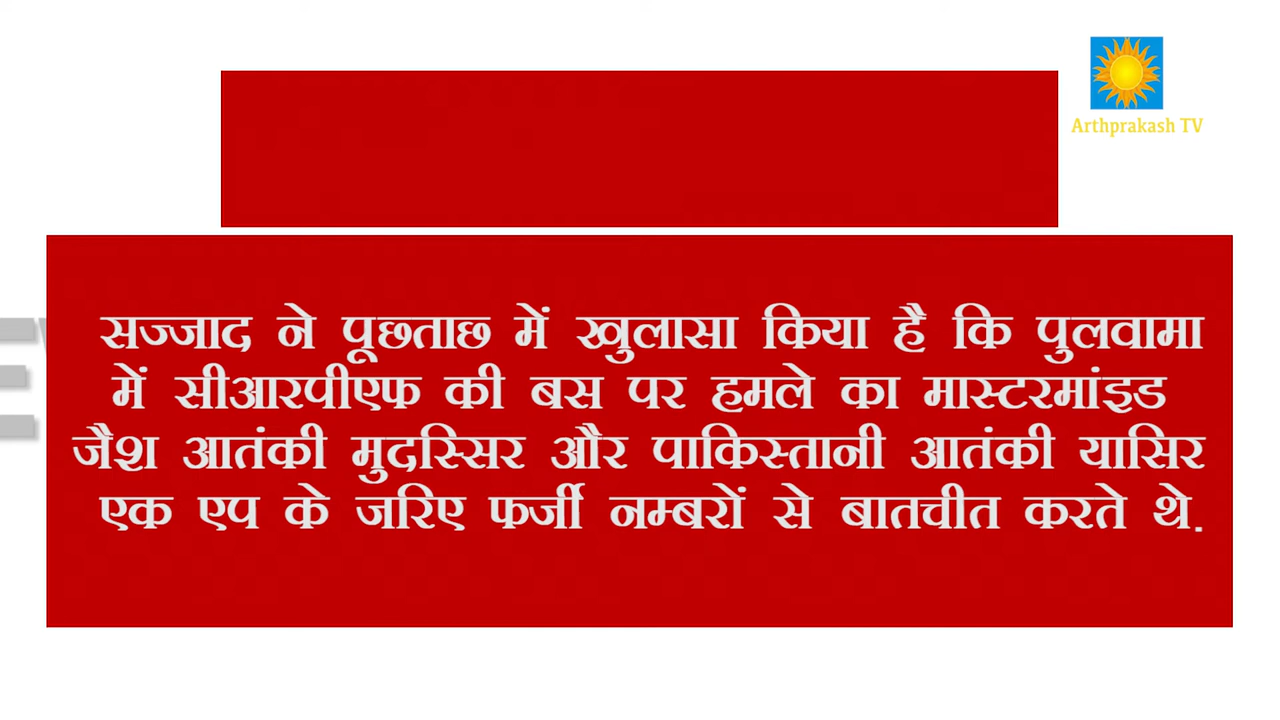 Arthprakash TV
सज्जाद ने पूछताछ में खुलासा किया है कि पुलवामा
में सीआरपीएफ की बस पर हमले का मास्टरमांइड
जैश आतंकी मुदस्सिर और पाकिस्तानी आतंकी यासिर
एक एप के जरिए फर्जी नम्बरों से बातचीत करते थे.